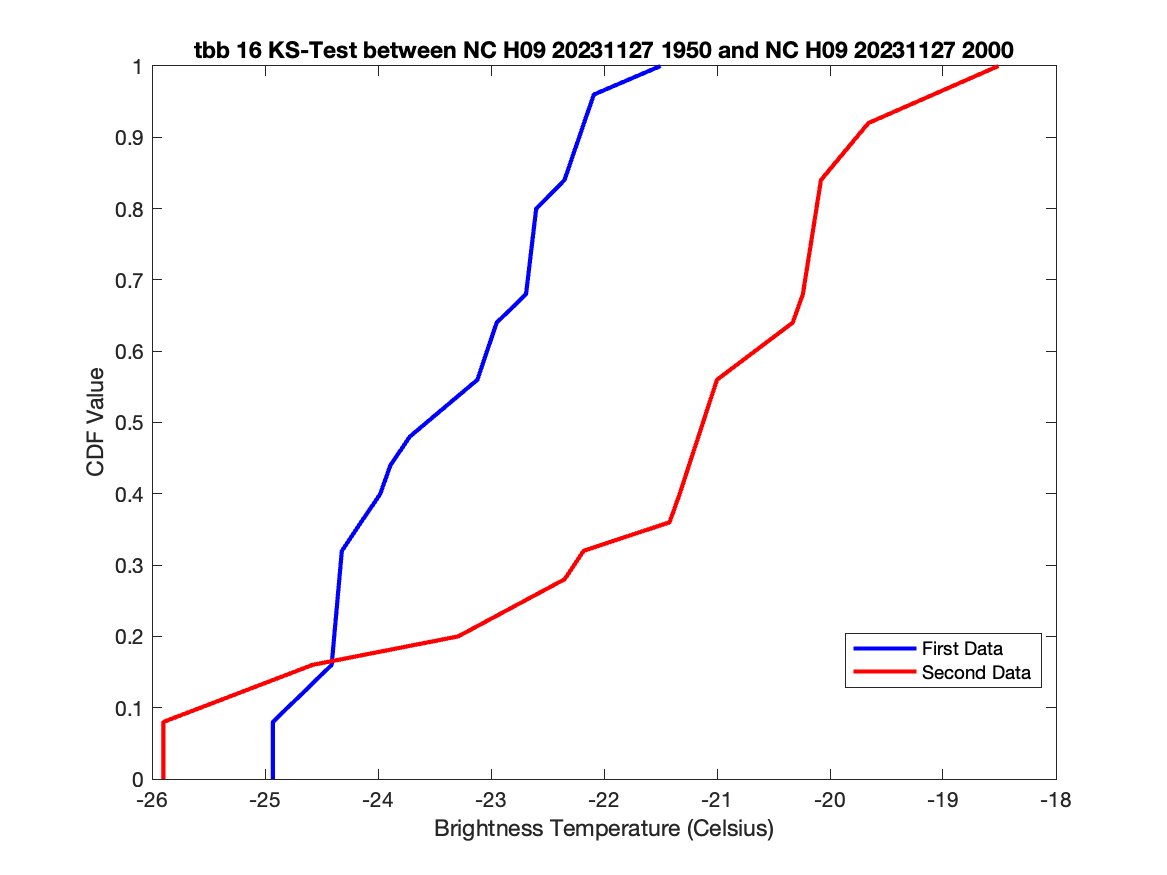 tbb 16 KS-Test between NC H09 20231127 1950 and NC H09 20231127 2000
1
0.9
0.8
0.7
0.6
0.5
0.4
0.3
0.2
0.1
0
CDF Value
First Data
Second Data
-26 -25 -24 -23 -22 -21 -20 -19 -18
Brightness Temperature (Celsius)